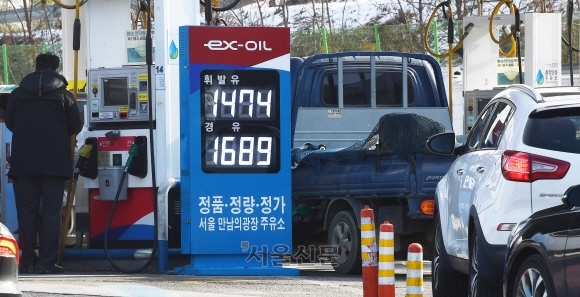 ex-OIL
휘발유
1474
경유
1689
정품·정량·정가
서울 만남의광장 주유소
서울신문
14